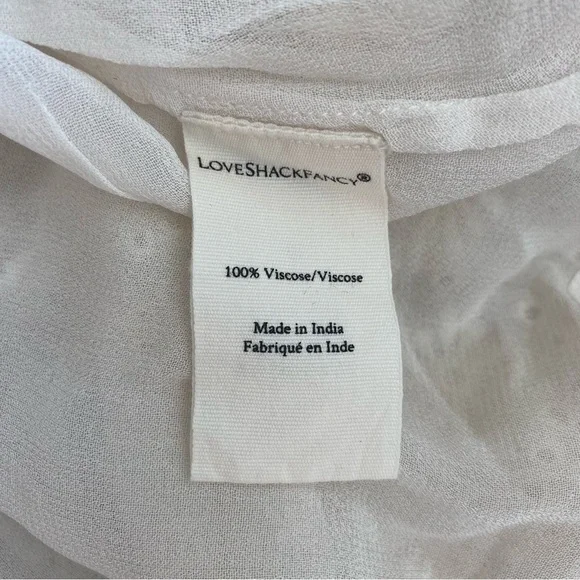 LOVESHACKFANCY®
100% Viscose/Viscose
Made in India
Fabriqué en Inde